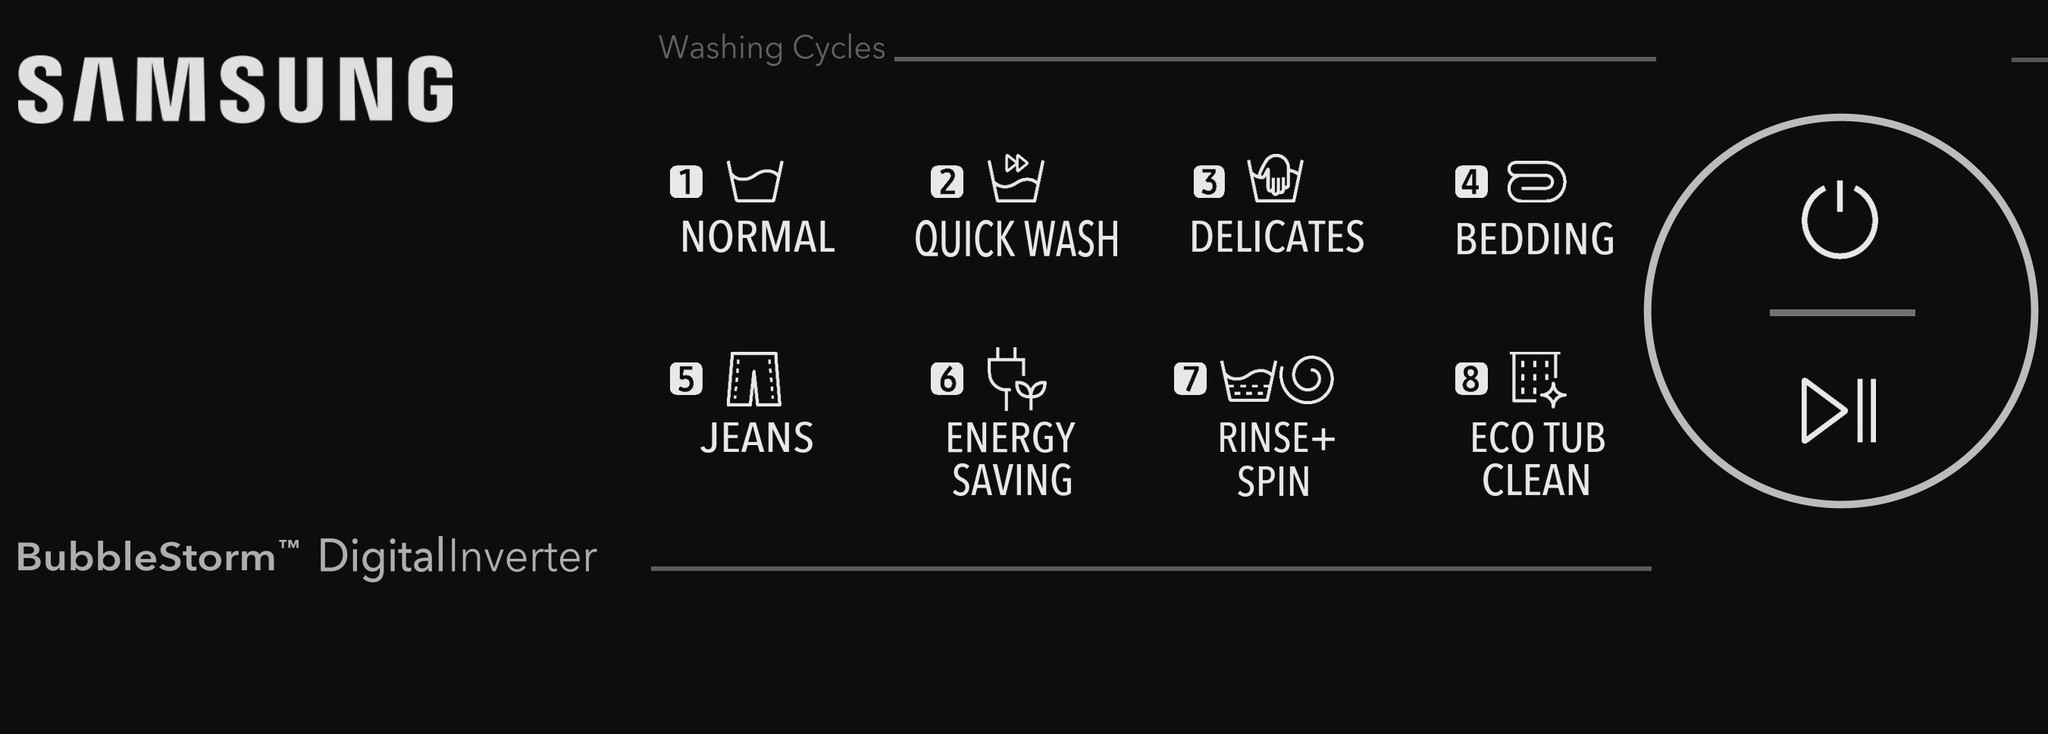 SAMSUNG
Washing Cycles
1 NORMAL
2 QUICK WASH
3 DELICATES
4 BEDDING
5 JEANS
6 ENERGY
SAVING
7 RINSE+
SPIN
8 ECO TUB
CLEAN
BubbleStorm™ DigitalInverter